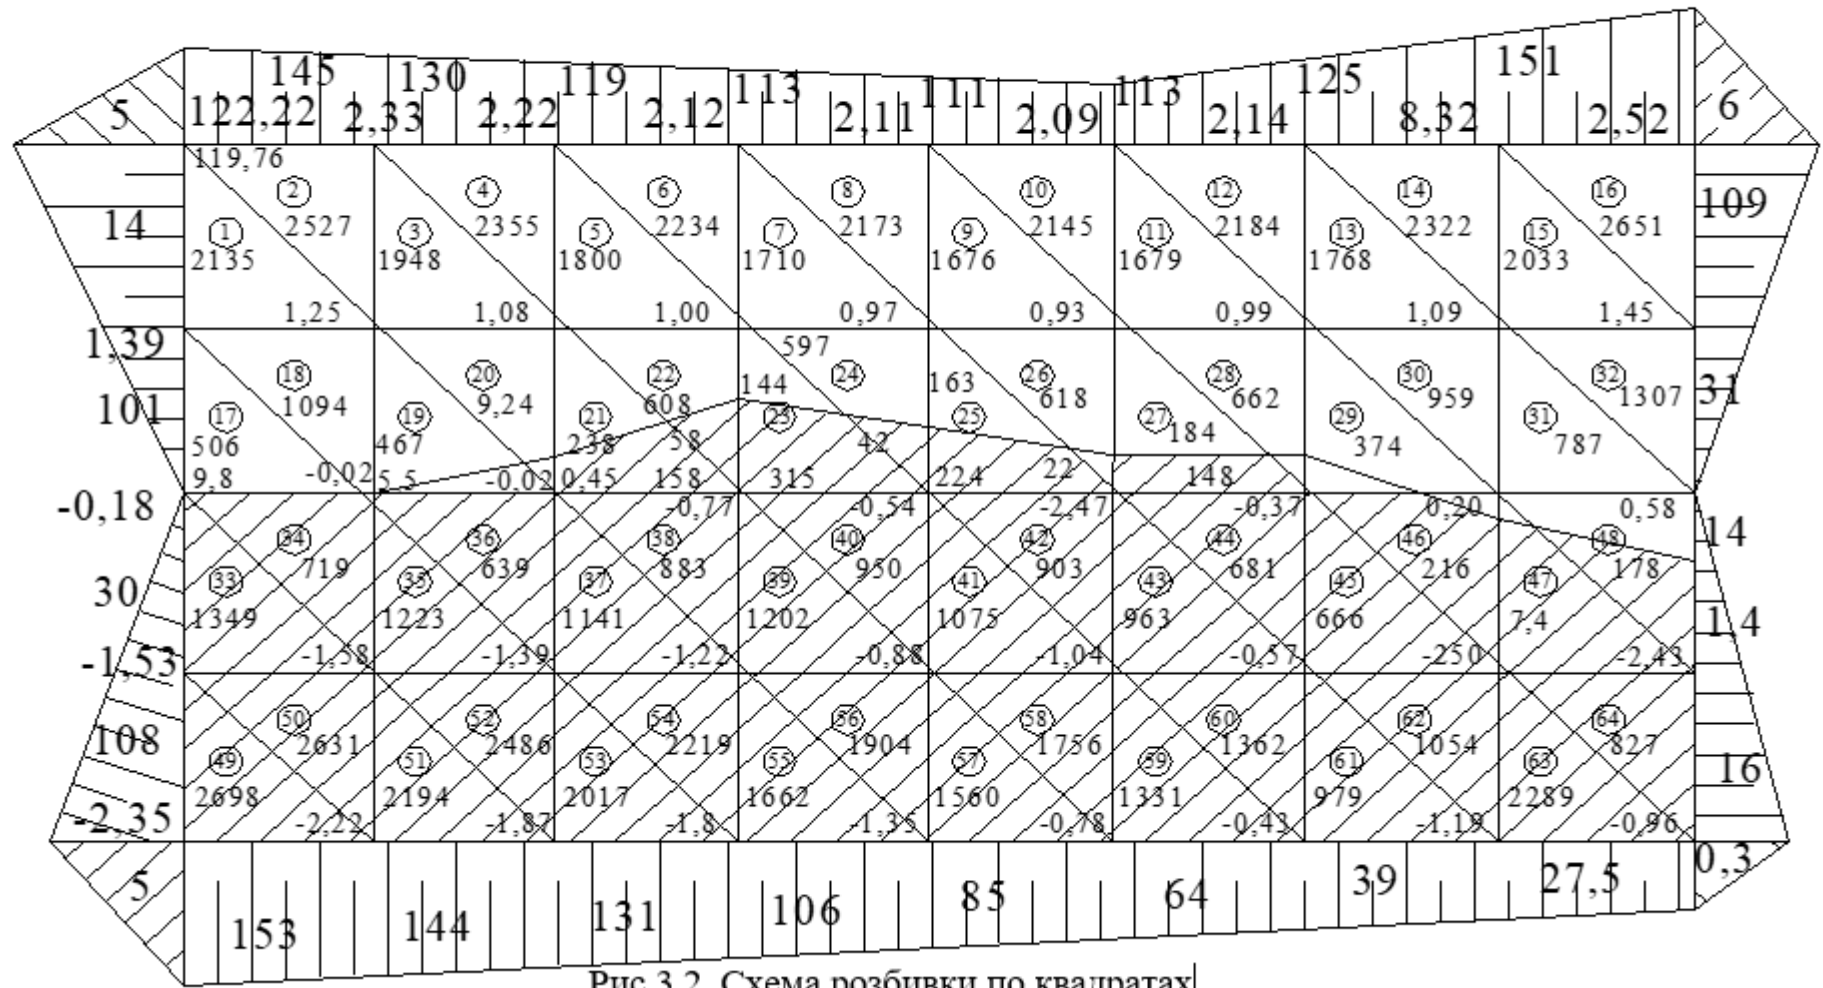 145 130 119 113 111 113 125 151
5 122,22 2,33 2,22 2,12 2,11 2,09 2,14 8,32 2,52 6
119,76
2 4 6 8 10 12 14 16
14 2527 2355 2234 2173 2145 2184 2322 2651 109
1 3 5 7 9 11 13 15
2135 1948 1800 1710 1676 1679 1768 2033
1,25 1,08 1,00 0,97 0,93 0,99 1,09 1,45
1,39 597
18 20 22 144 24 163 26 28 30 32
101 1094 9,24 608 618 662 959 1307 31
17 19 21 23 25 27 29 31
506 467 238 58 42 184 374 787
9,8 -0,02 5,5 -0,02 0,45 158 315 224 22 148
-0,18 -0,77 -0,54 -2,47 -0,37 0,20 0,58
34 36 38 40 42 44 46 48 14
30 719 639 883 950 903 681 216 178
33 35 37 39 41 43 45 47
1349 1223 1141 1202 1075 963 666 7,4 1,4
-1,53 -1,58 -1,39 -1,22 -0,88 -1,04 -0,57 -250 -2,43
50 52 54 56 58 60 62 64
108 2631 2486 2219 1904 1756 1362 1054 827
49 51 53 55 57 59 61 63 16
2698 2194 2017 1662 1560 1331 979 2289
-2,35 -2,22 -1,87 -1,8 -1,35 -0,78 -0,43 -1,19 -0,96
5 153 144 131 106 85 64 39 27,5 0,3
Рис.3.2. Схема розбивки по квадратах